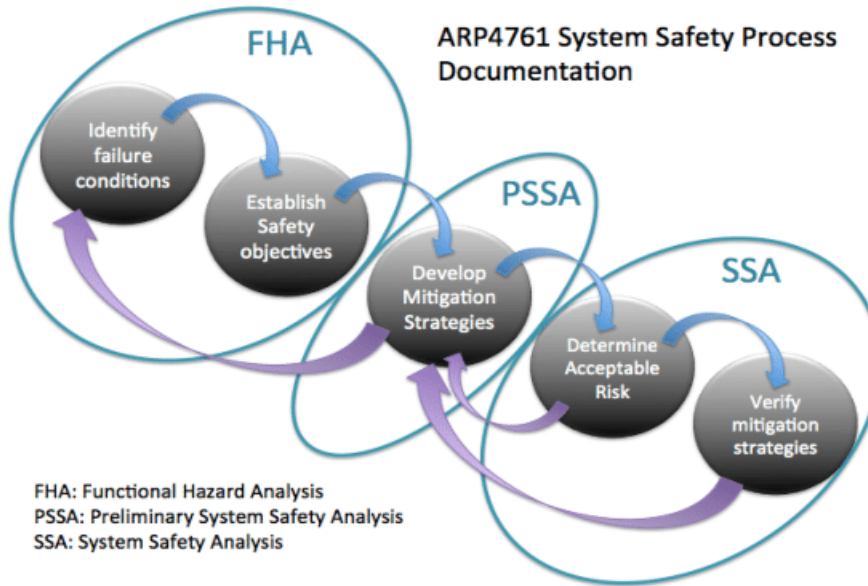 FHA
ARP4761 System Safety Process
Documentation
Identify
failure
conditions
Establish
Safety
objectives
PSSA
Develop
Mitigation
Strategies
SSA
Determine
Acceptable
Risk
Verify
mitigation
strategies
FHA: Functional Hazard Analysis
PSSA: Preliminary System Safety Analysis
SSA: System Safety Analysis